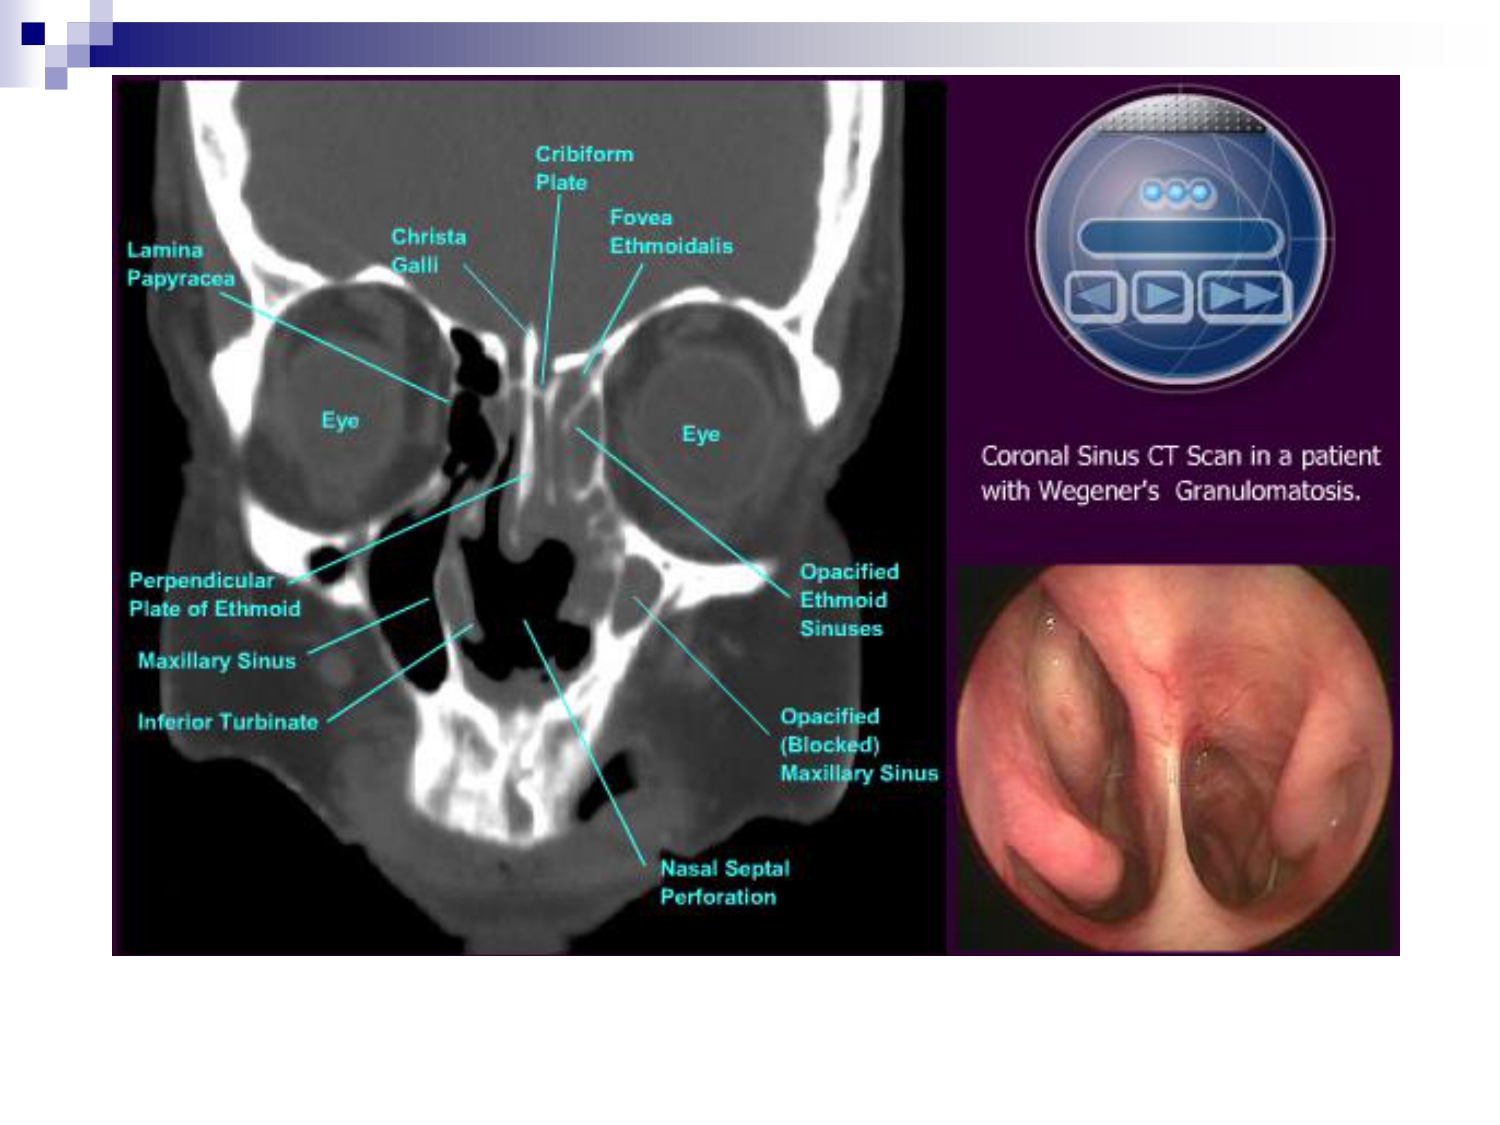 Cribiform
Plate
Fovea
Ethmoidalis
Christa
Galli
Lamina
Papyracea
Eye
Eye
Perpendicular
Plate of Ethmoid
Maxillary Sinus
Inferior Turbinate
Opacified
Ethmoid
Sinuses
Opacified
(Blocked)
Maxillary Sinus
Nasal Septal
Perforation
Coronal Sinus CT Scan in a patient
with Wegener's Granulomatosis.